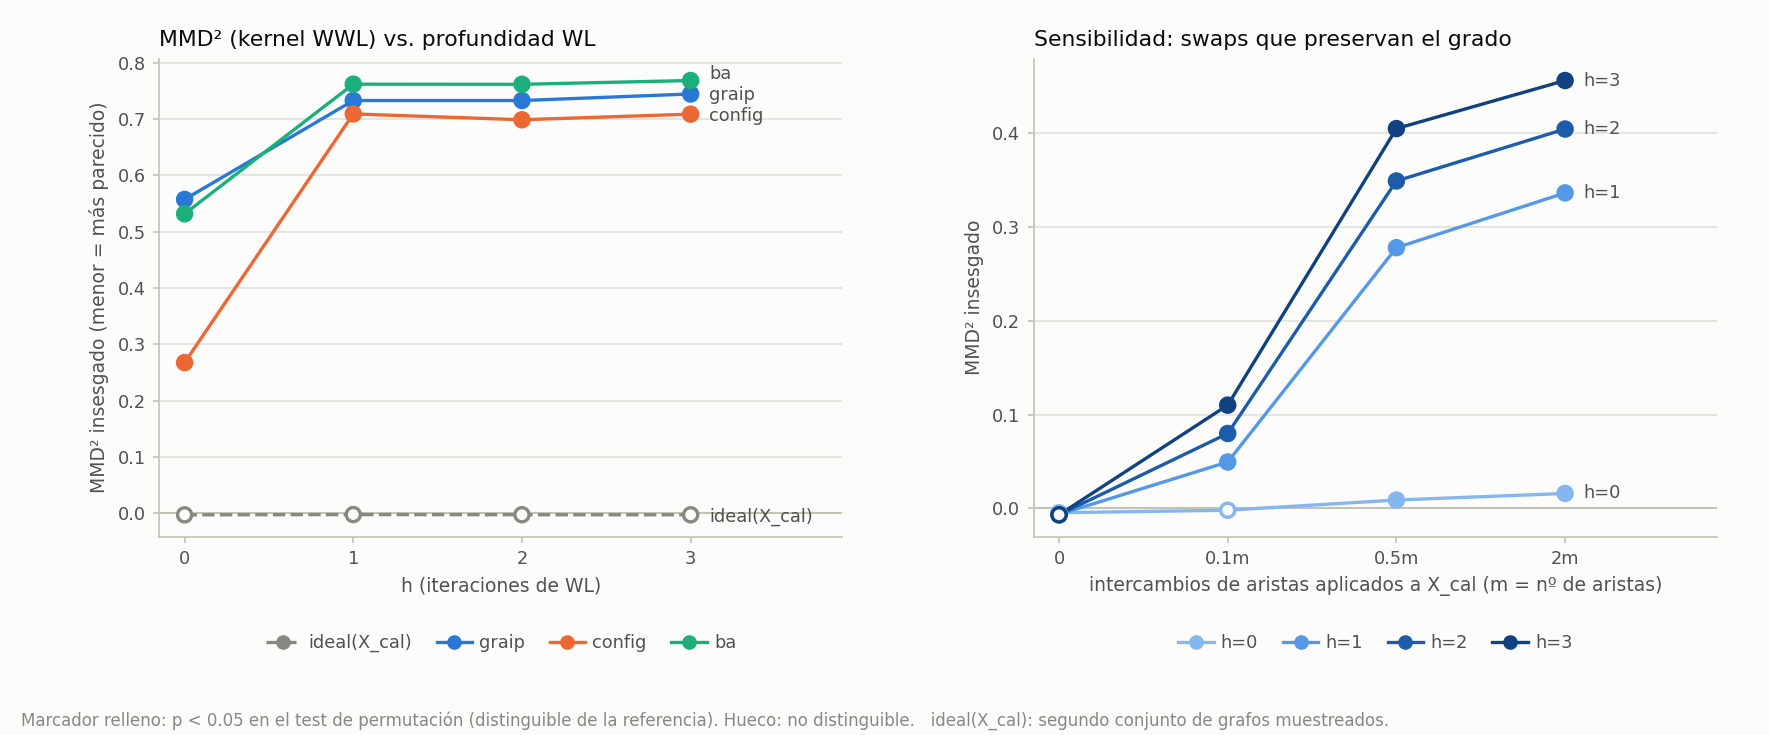 MMD² (kernel WWL) vs. profundidad WL
MMD² insesgado (menor = más parecido)
0.8
0.7
0.6
0.5
0.4
0.3
0.2
0.1
0.0
ba
graip
config
ideal(X_cal)
0 1 2 3
h (iteraciones de WL)
ideal(X_cal) graip config ba
Sensibilidad: swaps que preservan el grado
MMD² insesgado
0.4
0.3
0.2
0.1
0.0
h=3
h=2
h=1
h=0
0 0.1m 0.5m 2m
intercambios de aristas aplicados a X_cal (m = nº de aristas)
h=0 h=1 h=2 h=3
Marcador relleno: p < 0.05 en el test de permutación (distinguible de la referencia). Hueco: no distinguible. ideal(X_cal): segundo conjunto de grafos muestreados.